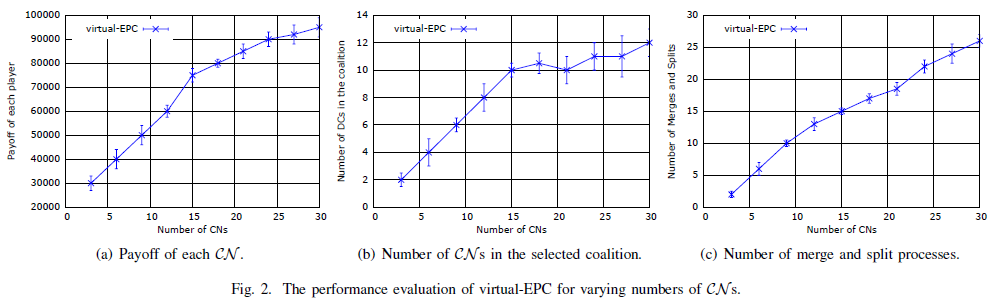 virtual-EPC
100000
90000
80000
70000
60000
50000
40000
30000
20000
Payoff of each player
0 5 10 15 20 25 30
Number of CNs
(a) Payoff of each CN.
virtual-EPC
14
12
10
8
6
4
2
0
Number of DCs in the coalition
0 5 10 15 20 25 30
Number of CNs
(b) Number of CNs in the selected coalition.
virtual-EPC
30
25
20
15
10
5
0
Number of Merges and Splits
0 5 10 15 20 25 30
Number of CNs
(c) Number of merge and split processes.
Fig. 2. The performance evaluation of virtual-EPC for varying numbers of CNs.